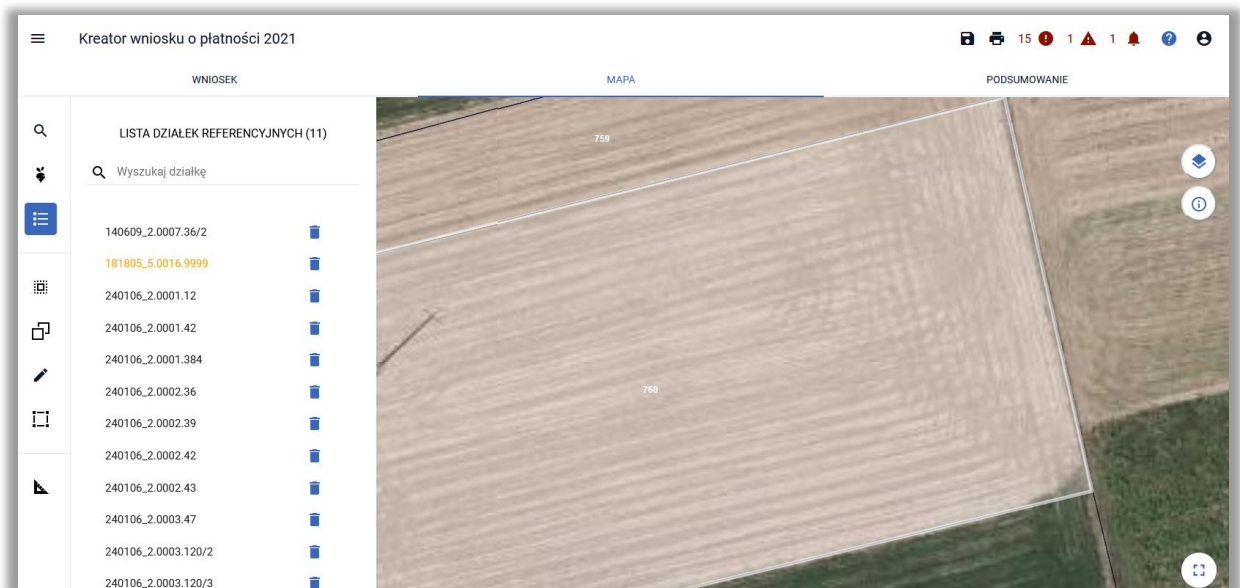 Kreator wniosku o płatności 2021
15 1 1
WNIOSEK MAPA PODSUMOWANIE
LISTA DZIAŁEK REFERENCYJNYCH (11)
Wyszukaj działkę
140609_2.0007.36/2
181805_5.0016.9999
240106_2.0001.12
240106_2.0001.42
240106_2.0001.384
240106_2.0002.36
240106_2.0002.39
240106_2.0002.42
240106_2.0002.43
240106_2.0003.47
240106_2.0003.120/2
240106_2.0003.120/3
759
760